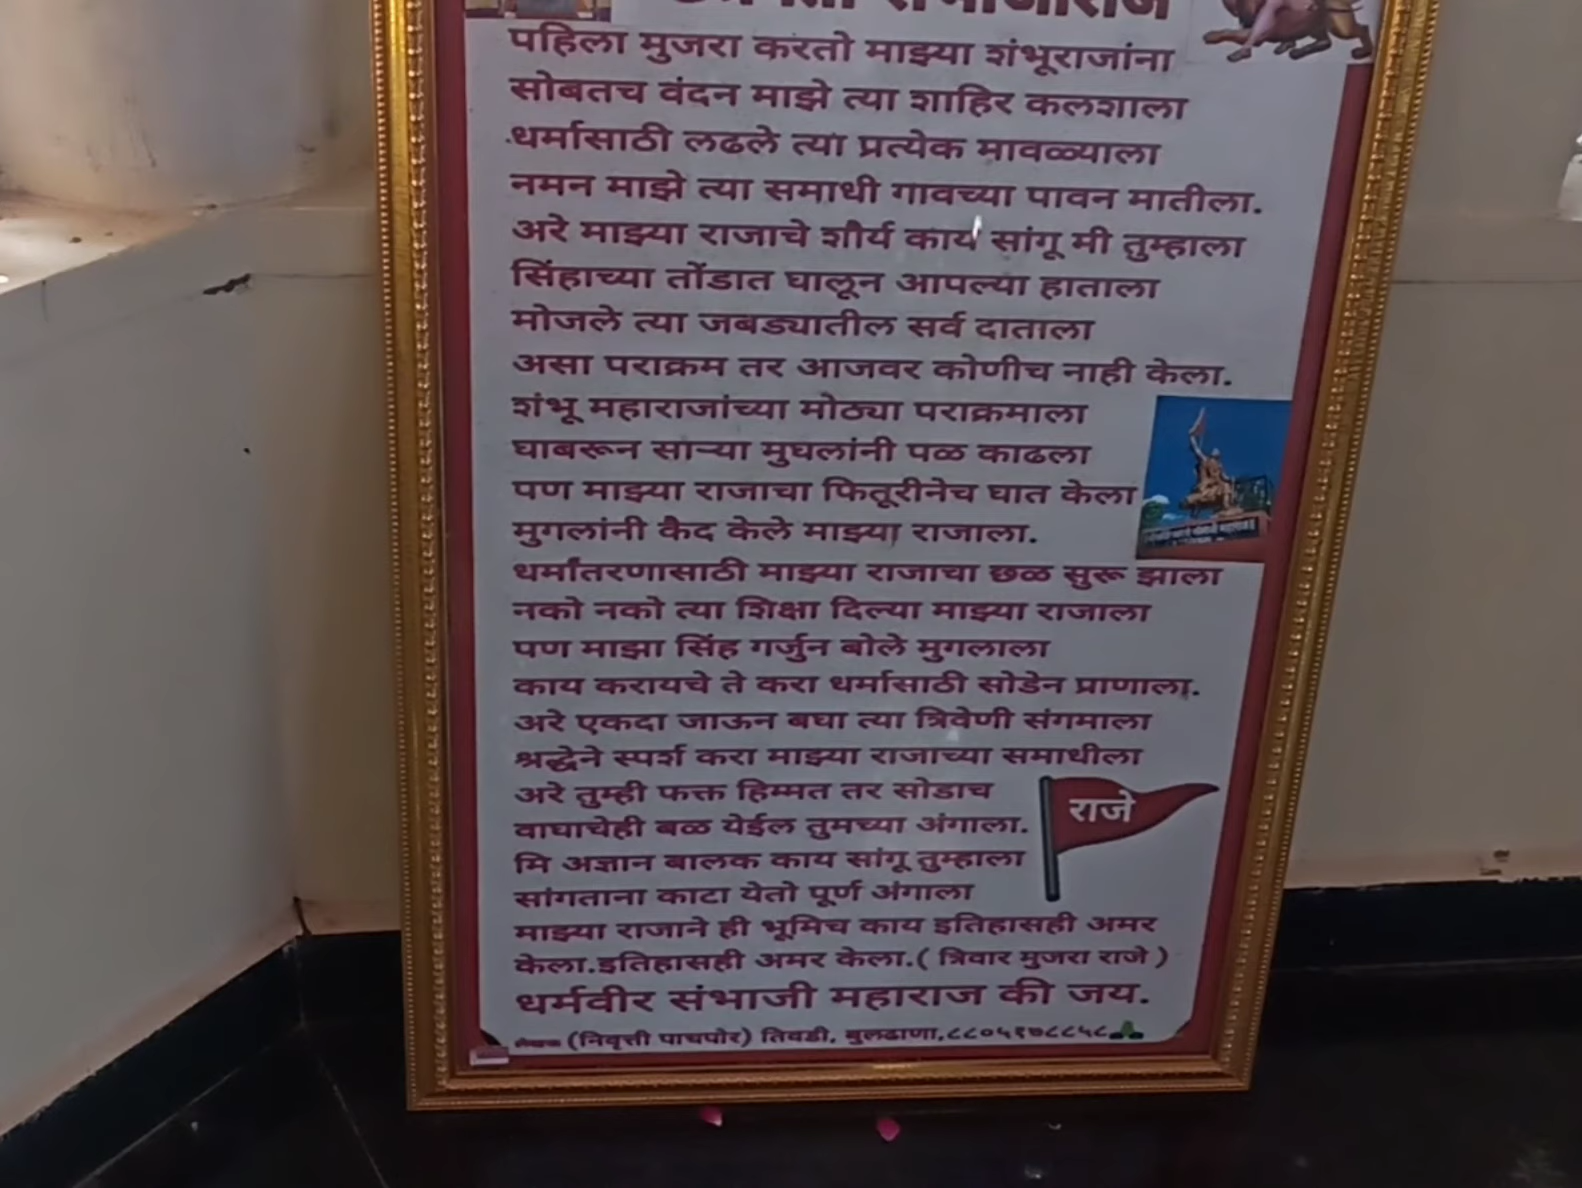 पहिला मुजरा करतो माझ्या शंभूराजांना
सोबतच वंदन माझे त्या शाहिर कलशाला
धर्मासाठी लढले त्या प्रत्येक मावळ्याला
नमन माझे त्या समाधी गावच्या पावन मातीला.
अरे माझ्या राजाचे शौर्य काय सांगू मी तुम्हाला
सिंहाच्या तोंडात घालून आपल्या हाताला
मोजले त्या जबड्यातील सर्व दाताला
असा पराक्रम तर आजवर कोणीच नाही केला.
शंभू महाराजांच्या मोठ्या पराक्रमाला
घाबरून साऱ्या मुघलांनी पळ काढला
पण माझ्या राजाचा फितूरीनेच घात केला
मुगलांनी कैद केले माझ्या राजाला.
धर्मांतरणासाठी माझ्या राजाचा छळ सुरू झाला
नको नको त्या शिक्षा दिल्या माझ्या राजाला
पण माझा सिंह गर्जुन बोले मुगलाला
काय करायचे ते करा धर्मासाठी सोडेन प्राणाला.
अरे एकदा जाऊन बघा त्या त्रिवेणी संगमाला
श्रद्धेने स्पर्श करा माझ्या राजाच्या समाधीला
अरे तुम्ही फक्त हिम्मत तर सोडाच
वाघाचेही बळ येईल तुमच्या अंगाला.
राजे
मि अज्ञान बालक काय सांगू तुम्हाला
सांगताना काटा येतो पूर्ण अंगाला
माझ्या राजाने ही भूमिच काय इतिहासही अमर
केला.इतिहासही अमर केला.( त्रिवार मुजरा राजे )
धर्मवीर संभाजी महाराज की जय.
(निवृत्ती पाचपोर) तिवडी, बुलढाणा,